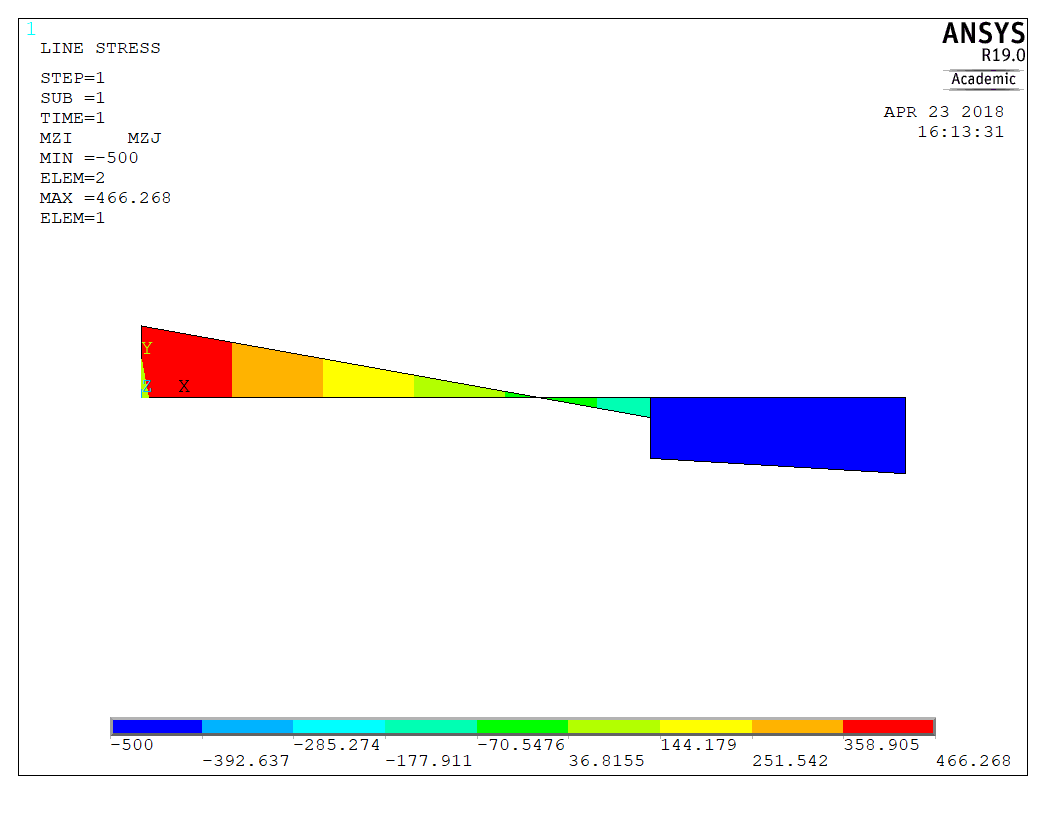 1
LINE STRESS
STEP=1
SUB =1
TIME=1
MZI MZJ
MIN =-500
ELEM=2
MAX =466.268
ELEM=1
ANSYS
R19.0
Academic
APR 23 2018
16:13:31
Y
Z X
-500 -285.274 -70.5476 144.179 358.905
-392.637 -177.911 36.8155 251.542 466.268